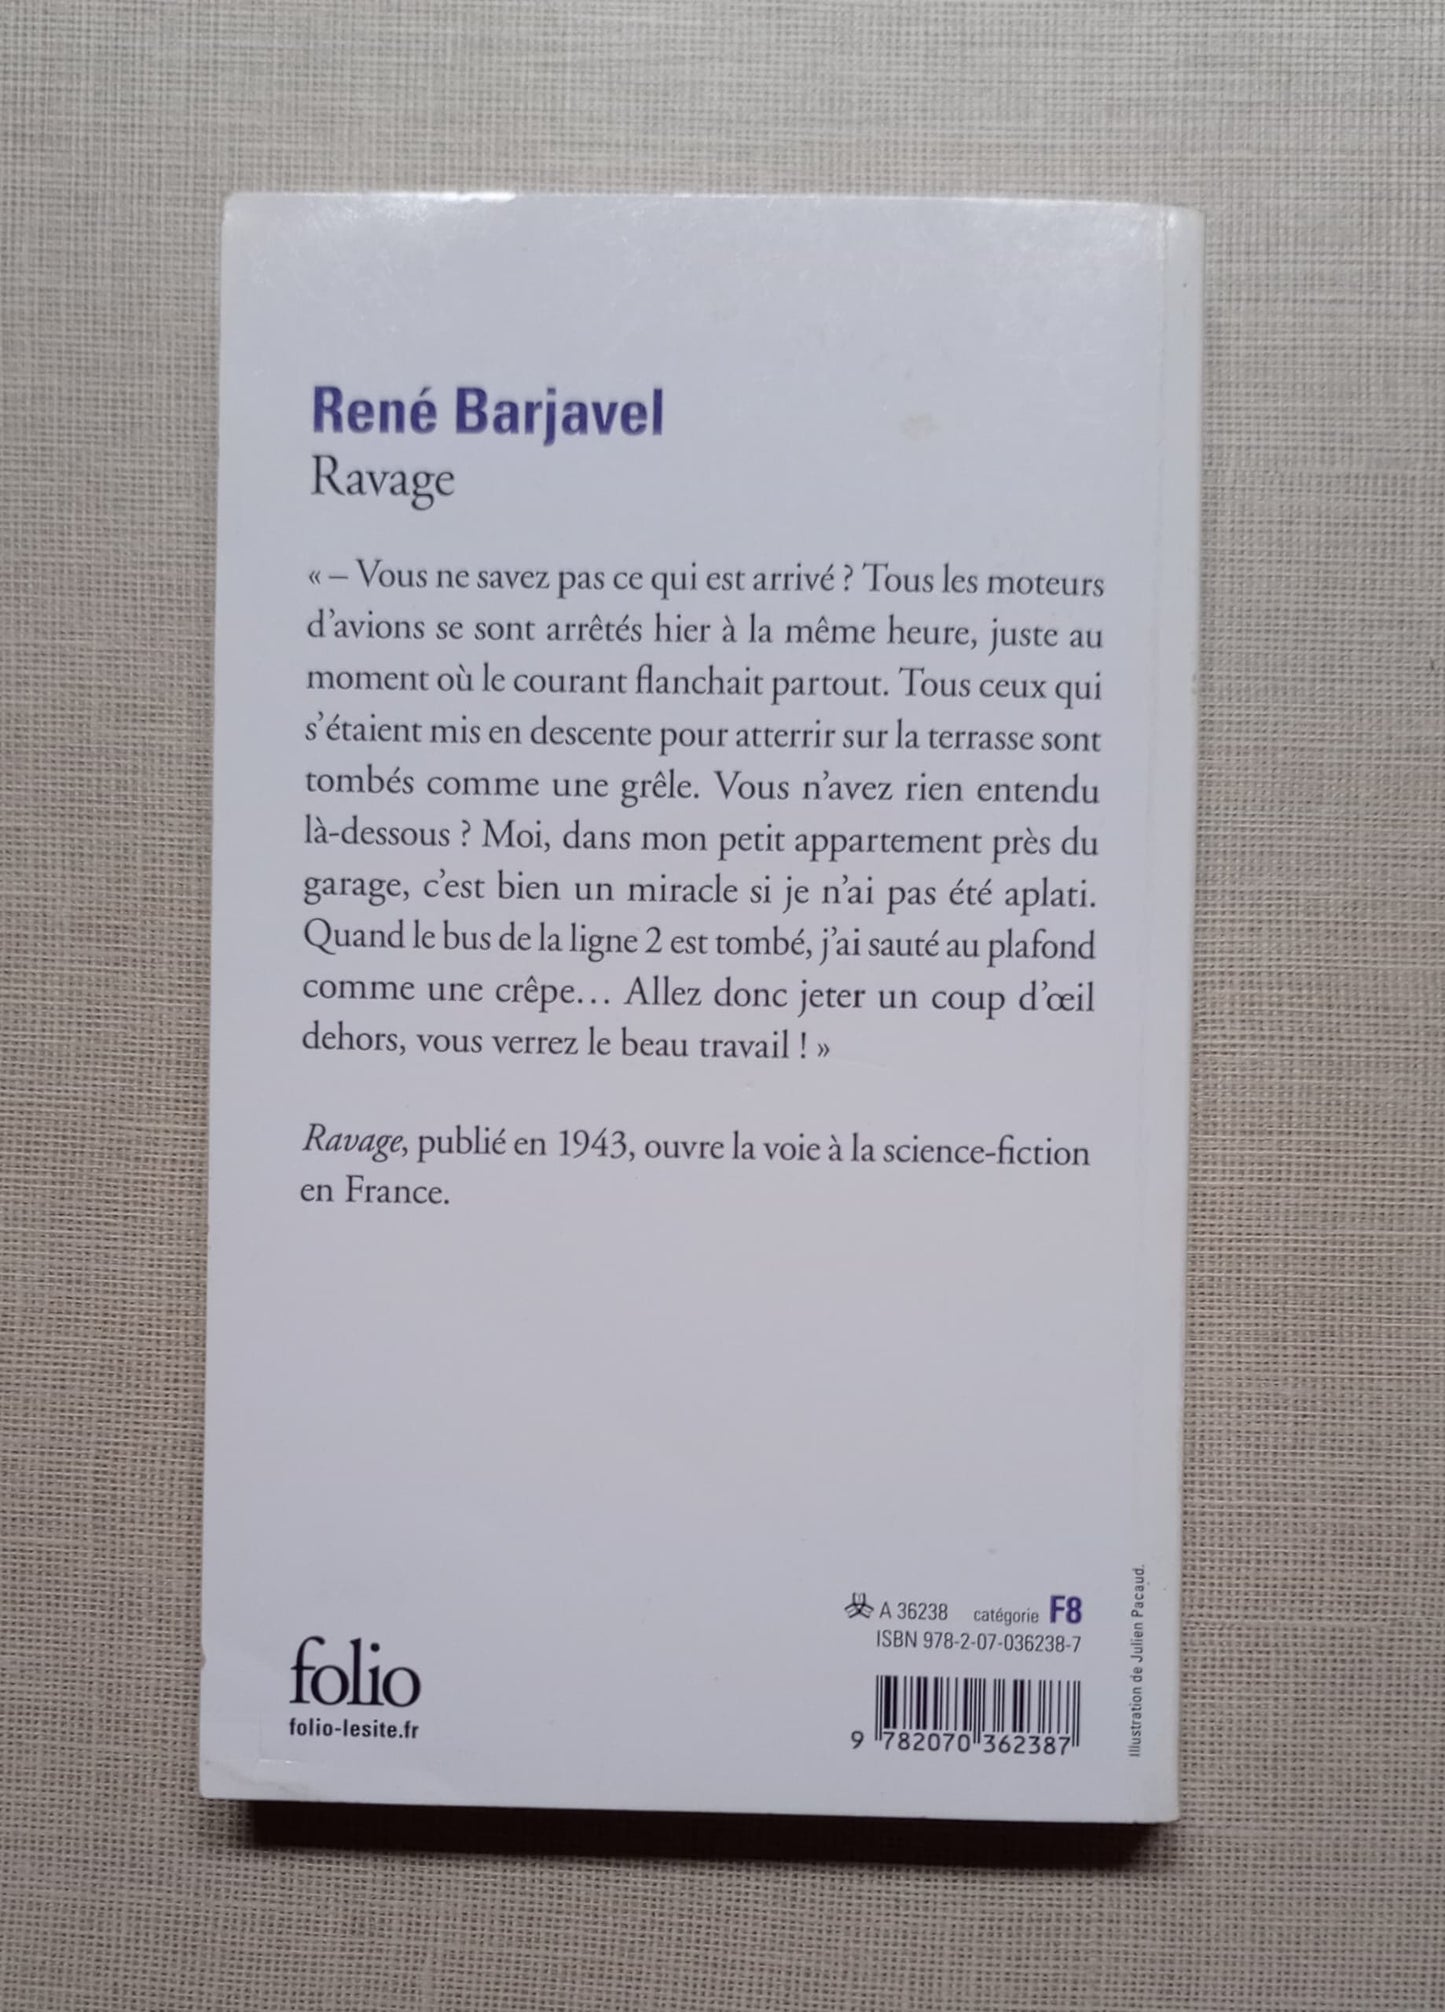 René Barjavel
Ravage
« – Vous ne savez pas ce qui est arrivé ? Tous les moteurs
d’avions se sont arrêtés hier à la même heure, juste au
moment où le courant flanchait partout. Tous ceux qui
s’étaient mis en descente pour atterrir sur la terrasse sont
tombés comme une grêle. Vous n’avez rien entendu
là-dessous ? Moi, dans mon petit appartement près du
garage, c’est bien un miracle si je n’ai pas été aplati.
Quand le bus de la ligne 2 est tombé, j’ai sauté au plafond
comme une crêpe… Allez donc jeter un coup d’œil
dehors, vous verrez le beau travail ! »
Ravage, publié en 1943, ouvre la voie à la science-fiction
en France.
folio
folio-lesite.fr
A 36238 catégorie F8
ISBN 978-2-07-036238-7
9 782070 362387
Illustration de Julien Pacaud.